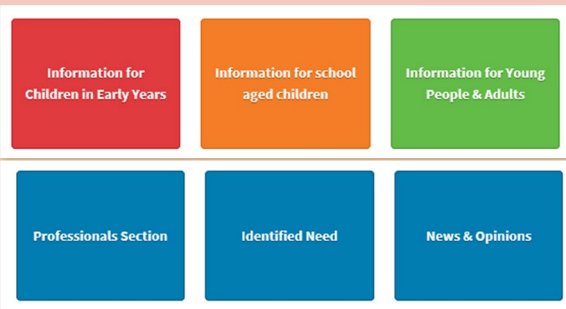 Information for
Children in Early Years
Information for school
aged children
Information for Young
People & Adults
Professionals Section
Identified Need
News & Opinions